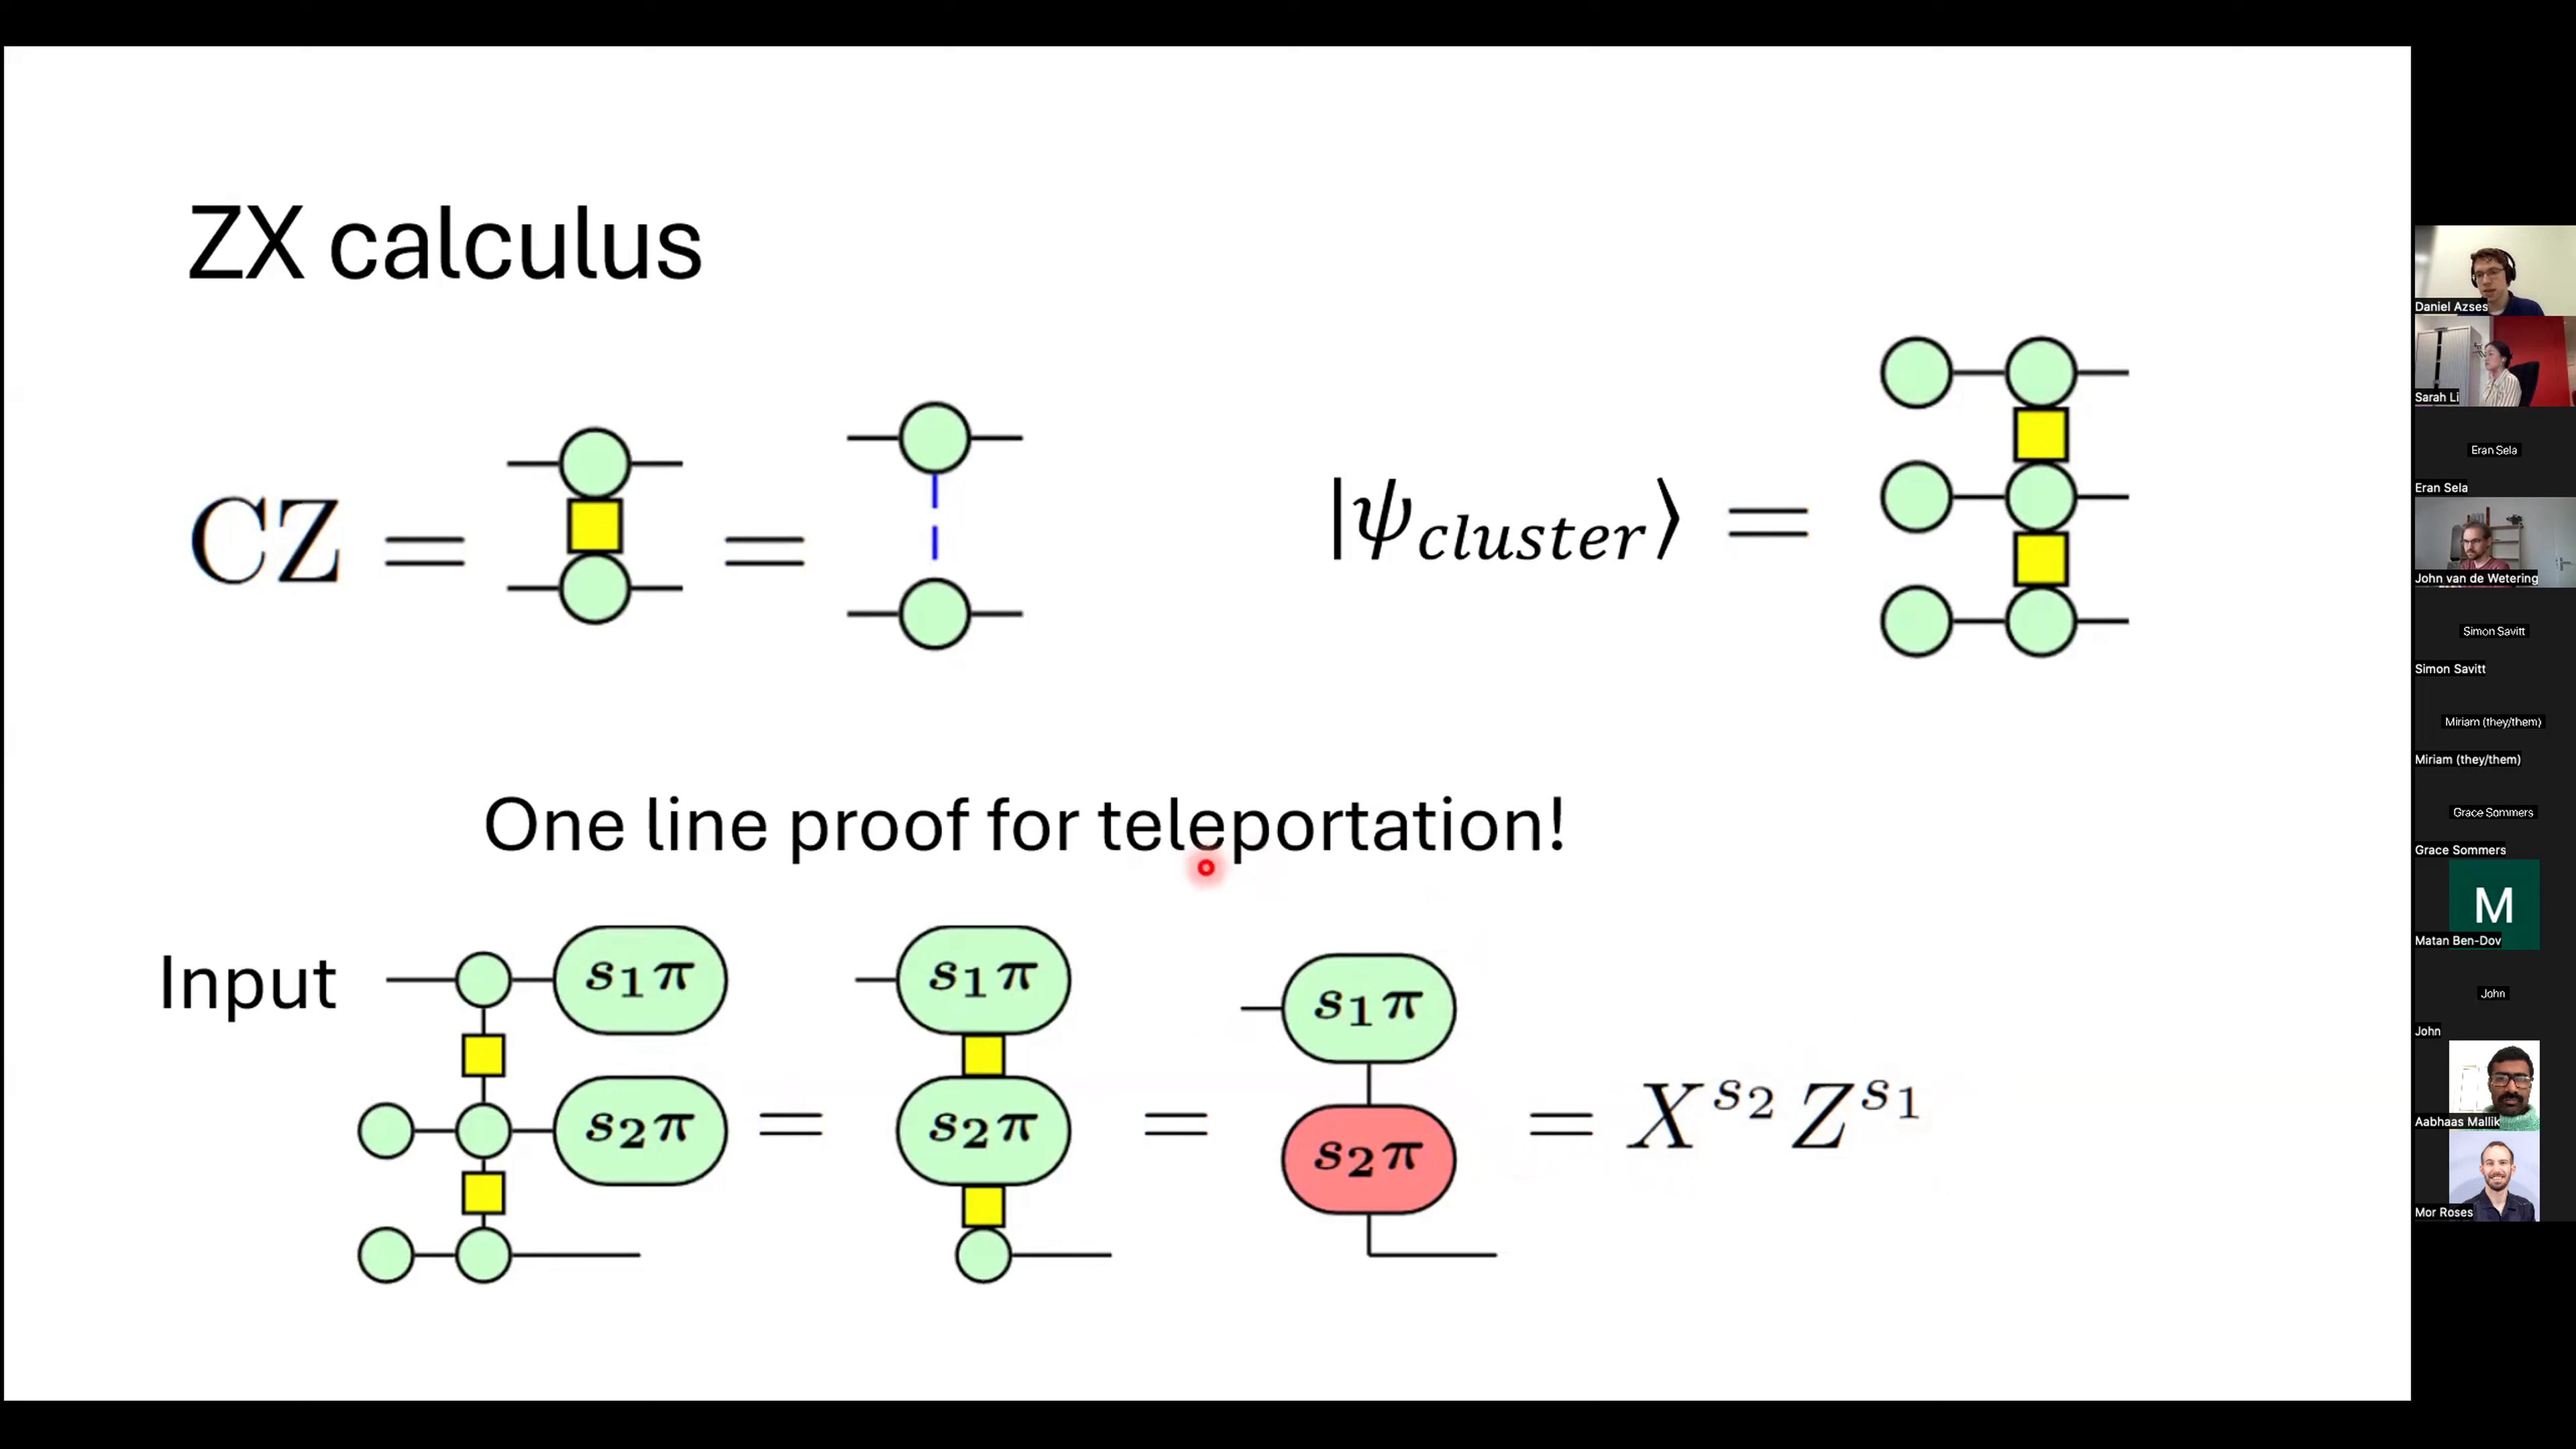 ZX calculus
CZ = =
|ψ_cluster⟩ =
One line proof for teleportation!
Input
s₁π
s₂π
=
s₁π
s₂π
=
s₁π
s₂π
= X^{s₂} Z^{s₁}
Daniel Azses
Sarah Li
Eran Sela
Eran Sela
John van de Wetering
Simon Savitt
Simon Savitt
Miriam (they/them)
Miriam (they/them)
Grace Sommers
Grace Sommers
M
Matan Ben-Dov
John
John
Aabhaas Mallik
Mor Roses